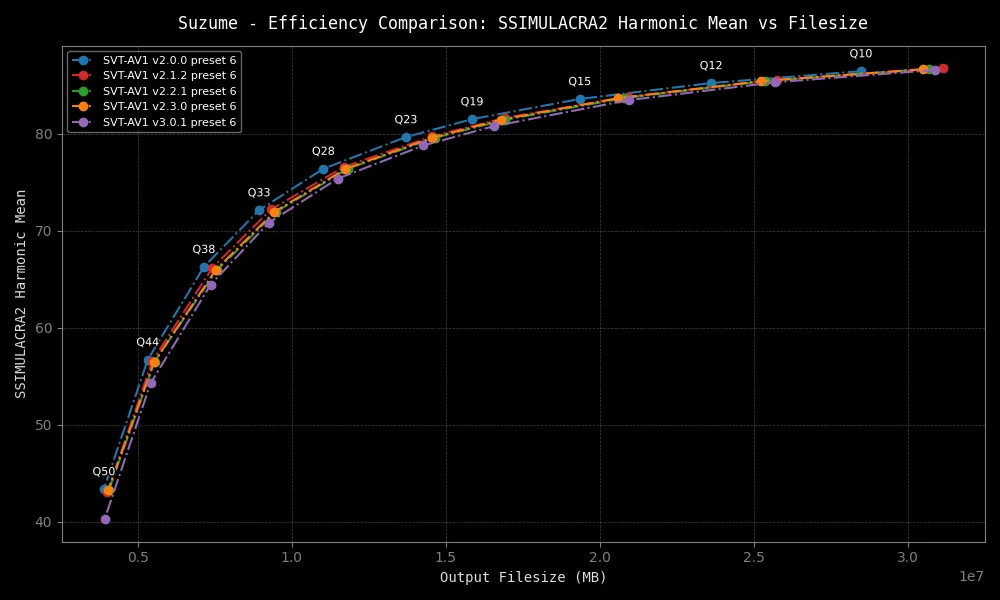 Suzume - Efficiency Comparison: SSIMULACRA2 Harmonic Mean vs Filesize
SVT-AV1 v2.0.0 preset 6
SVT-AV1 v2.1.2 preset 6
SVT-AV1 v2.2.1 preset 6
SVT-AV1 v2.3.0 preset 6
SVT-AV1 v3.0.1 preset 6
Q10
Q12
Q15
Q19
Q23
Q28
Q33
Q38
Q44
Q50
SSIMULACRA2 Harmonic Mean
80
70
60
50
40
0.5
1.0
1.5
2.0
2.5
3.0
1e7
Output Filesize (MB)